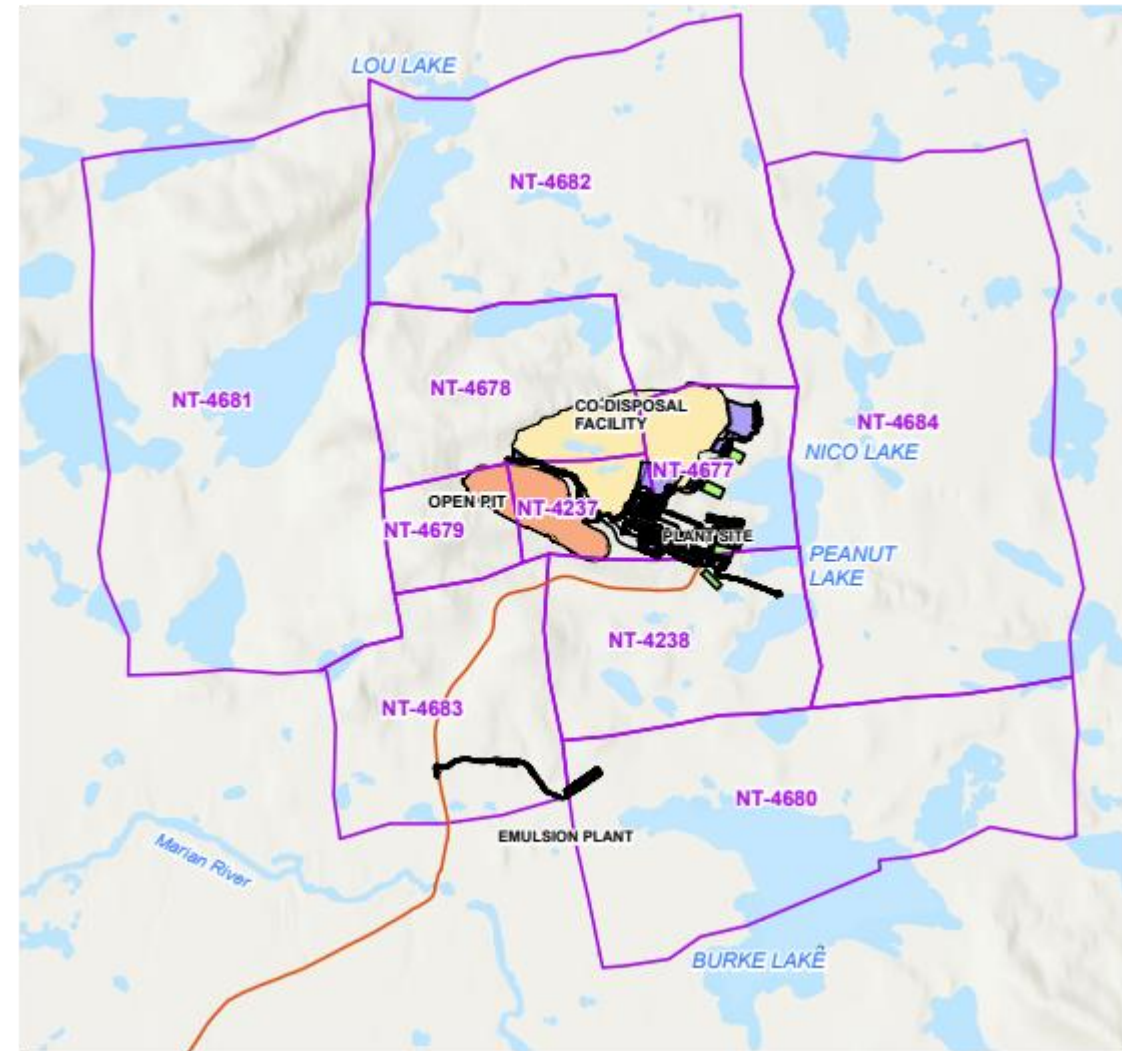 LOU LAKE
NT-4682
NT-4681
NT-4678
CO-DISPOSAL
FACILITY
NT-4684
NICO LAKE
NT-4677
OPEN PIT
NT-4237
NT-4679
PLANT SITE
PEANUT
LAKE
NT-4238
NT-4683
NT-4680
EMULSION PLANT
Marian River
BURKE LAKÊ